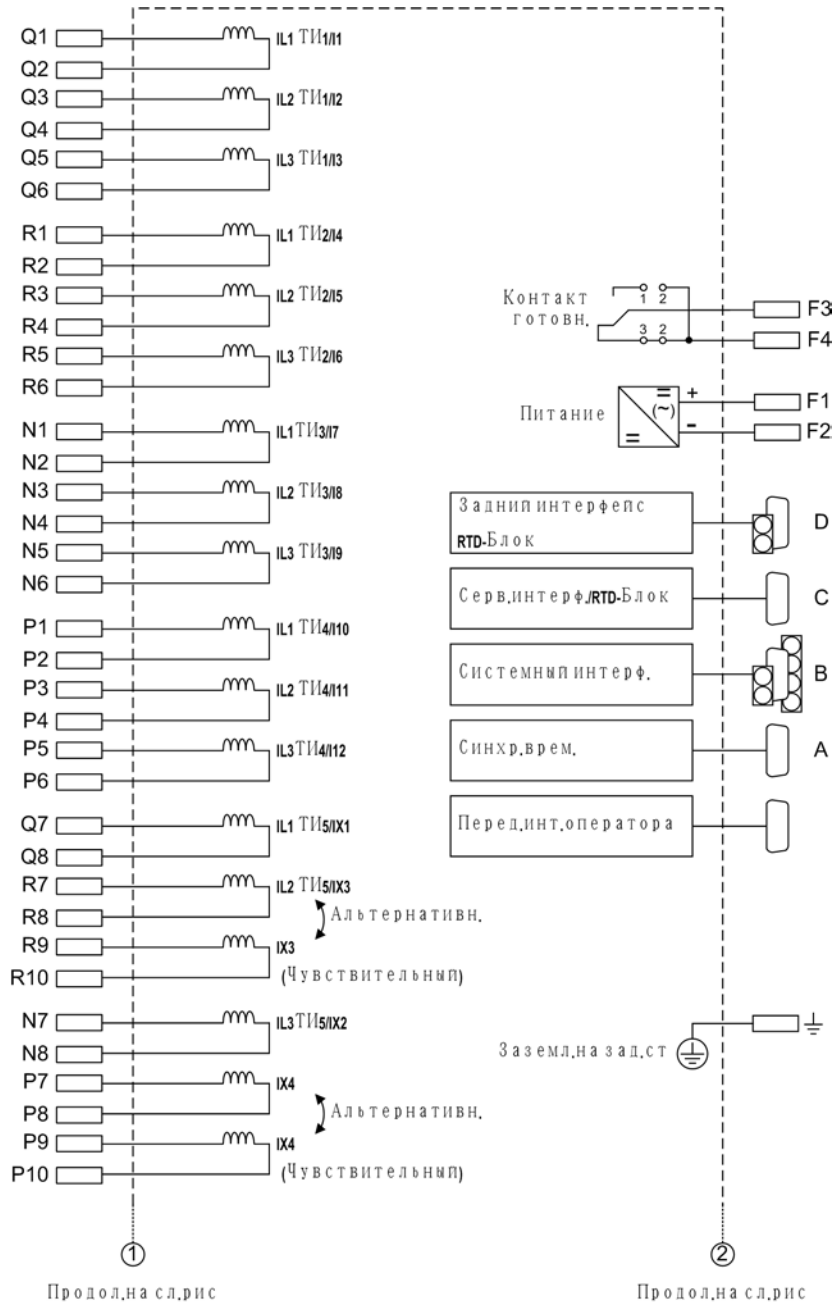 Q1 IL1 ТИ1/I1
Q2
Q3 IL2 ТИ1/I2
Q4
Q5 IL3 ТИ1/I3
Q6
R1 IL1 ТИ2/I4
R2
R3 IL2 ТИ2/I5
R4
R5 IL3 ТИ2/I6
R6
N1 IL1 ТИ3/I7
N2
N3 IL2 ТИ3/I8
N4
N5 IL3 ТИ3/I9
N6
P1 IL1 ТИ4/I10
P2
P3 IL2 ТИ4/I11
P4
P5 IL3 ТИ4/I12
P6
Q7 IL1 ТИ5/IX1
Q8
R7 IL2 ТИ5/IX3
R8
Альтернативн.
R9 IX3
R10 (Чувствительный)
N7 IL3 ТИ5/IX2
N8
P7 IX4
P8
Альтернативн.
P9 IX4
P10 (Чувствительный)
1
Продол,на сл,рис
Контакт
готовн.
1 2
3 2
F3
F4
Питание
=
(~)
=
+
-
F1
F2
Задний интерфейс
RTD-Блок
D
Серв,интерф,/RTD-Блок
C
Системный интерф.
B
Синхр,врем.
A
Перед,инт,оператора
Заземл,на зад,ст
2
Продол,на сл,рис